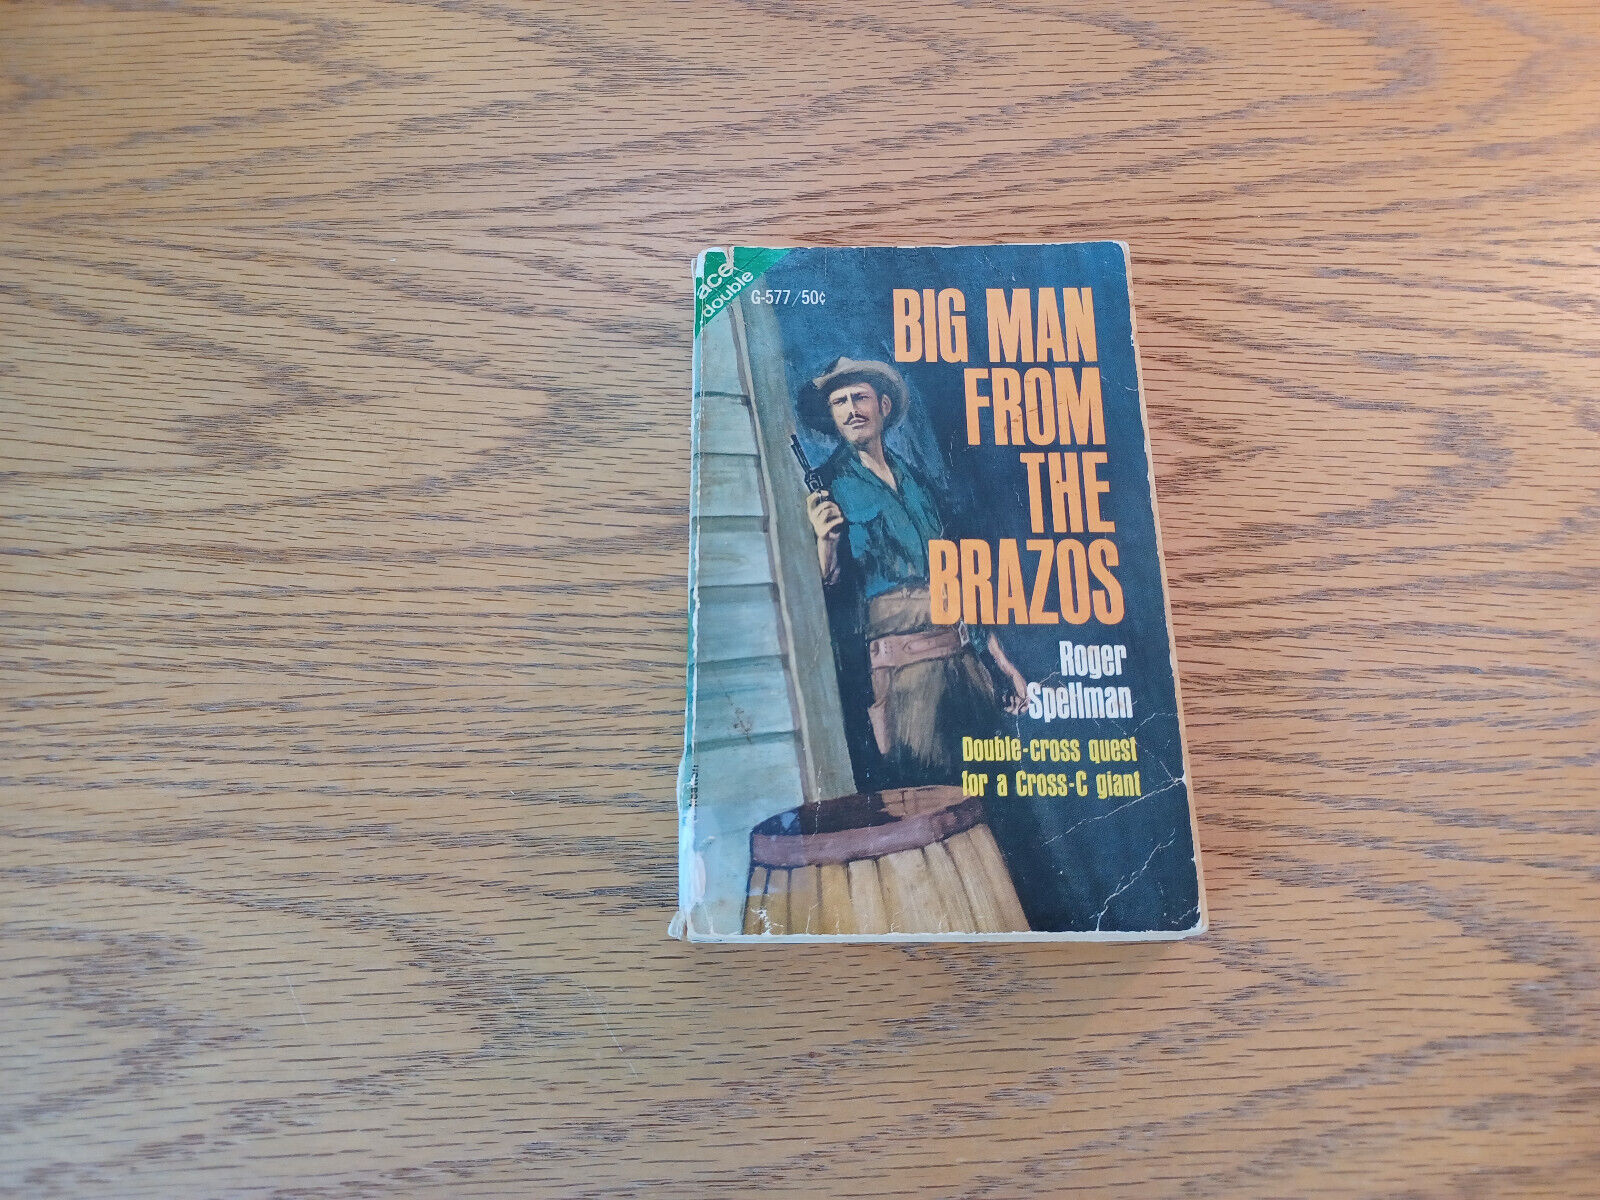 ace
double
G-577/50¢
BIG MAN
FROM
THE
BRAZOS
Roger
Spellman
Double-cross quest
for a Cross-C giant